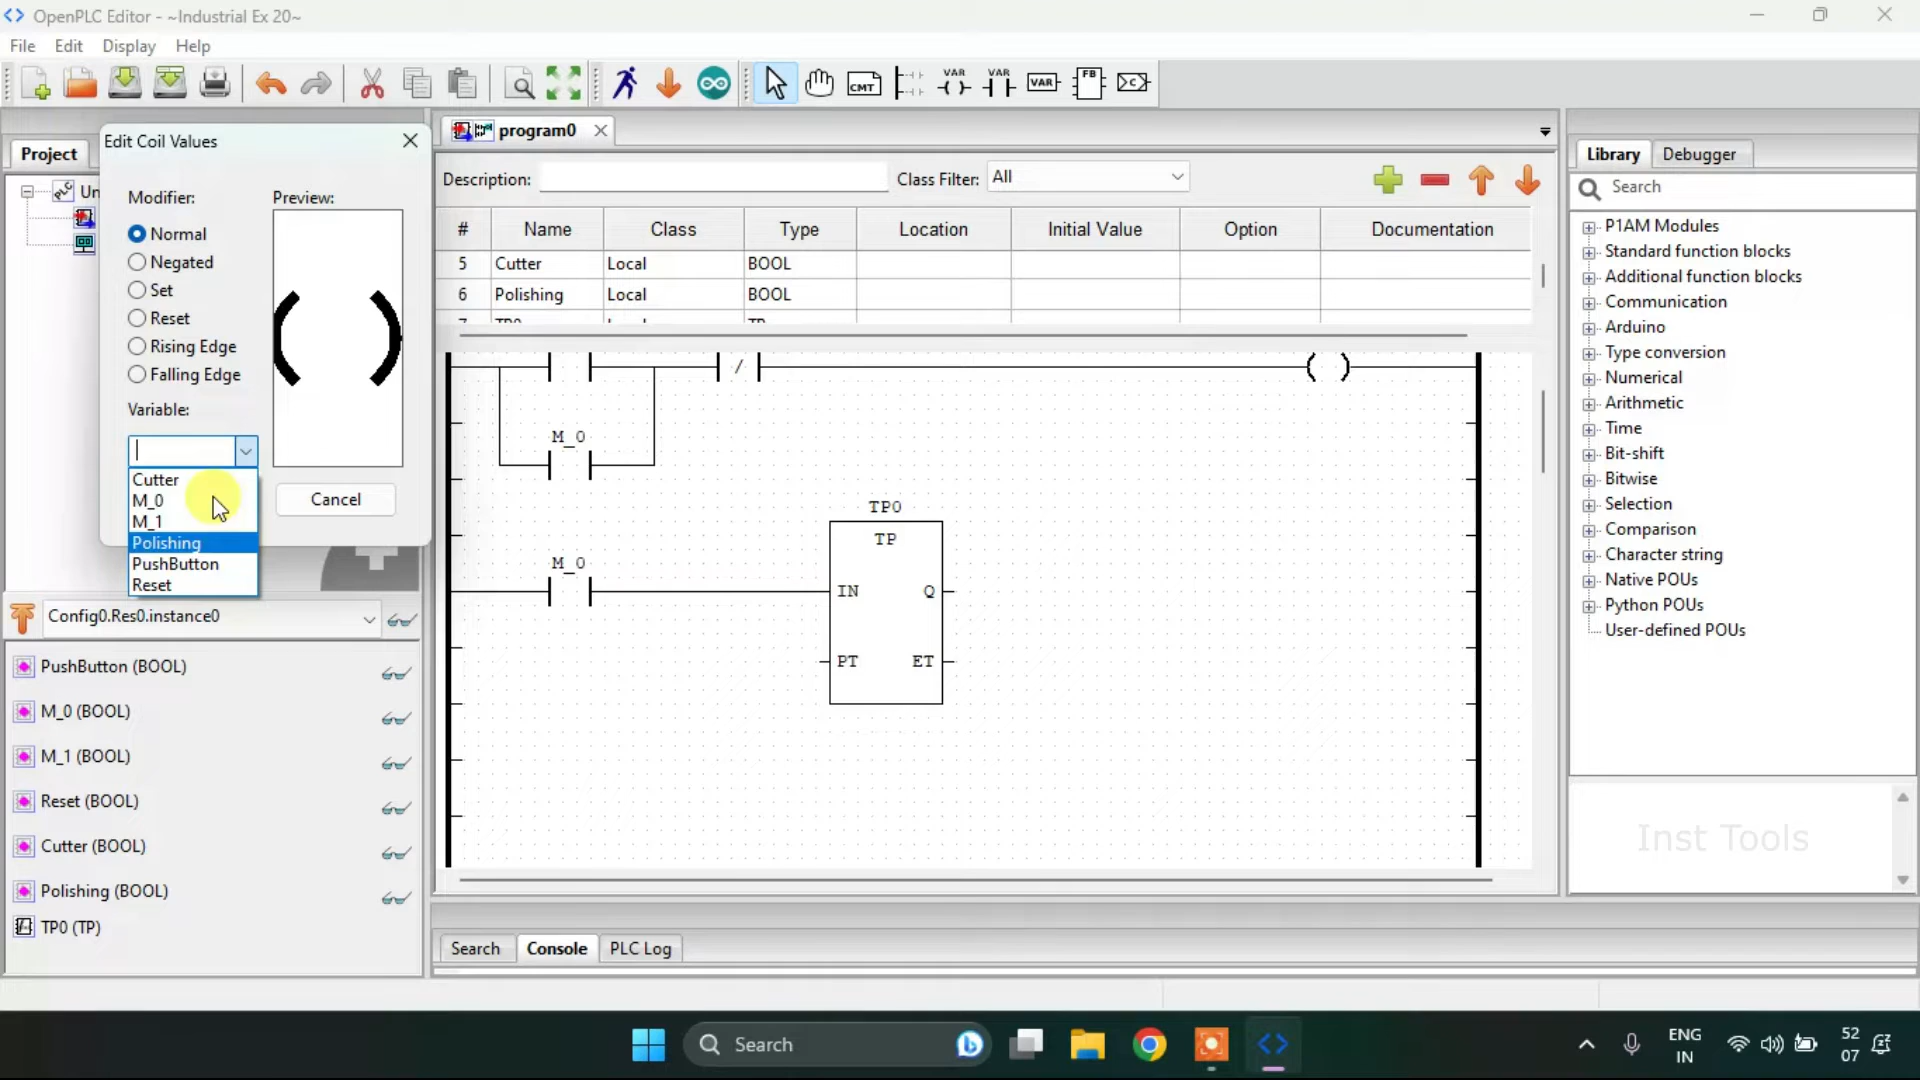 OpenPLC Editor - ~Industrial Ex 20~
File Edit Display Help
CMT VAR VAR VAR FB
Edit Coil Values
Modifier:
Preview:
Normal
Negated
Set
Reset
Rising Edge
Falling Edge
Variable:
Cutter
M_0
M_1
Polishing
PushButton
Reset
Cancel
Project
Un
Config0.Res0.instance0
PushButton (BOOL)
M_0 (BOOL)
M_1 (BOOL)
Reset (BOOL)
Cutter (BOOL)
Polishing (BOOL)
TP0 (TP)
program0
Description:
Class Filter: All
# Name Class Type Location Initial Value Option Documentation
5 Cutter Local BOOL
6 Polishing Local BOOL
M_0
TP0
TP
M_0
IN Q
PT ET
Search Console PLC Log
Library Debugger
Search
P1AM Modules
Standard function blocks
Additional function blocks
Communication
Arduino
Type conversion
Numerical
Arithmetic
Time
Bit-shift
Bitwise
Selection
Comparison
Character string
Native POUs
Python POUs
User-defined POUs
Inst Tools
Search
ENG
IN
52
07